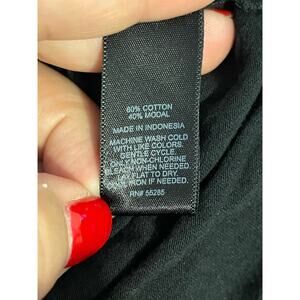 60% COTTON
40% MODAL
MADE IN INDONESIA
MACHINE WASH COLD
WITH LIKE COLORS.
GENTLE CYCLE.
ONLY NON-CHLORINE
BLEACH WHEN NEEDED.
LAY FLAT TO DRY.
IRON IF NEEDED.
RN# 55285